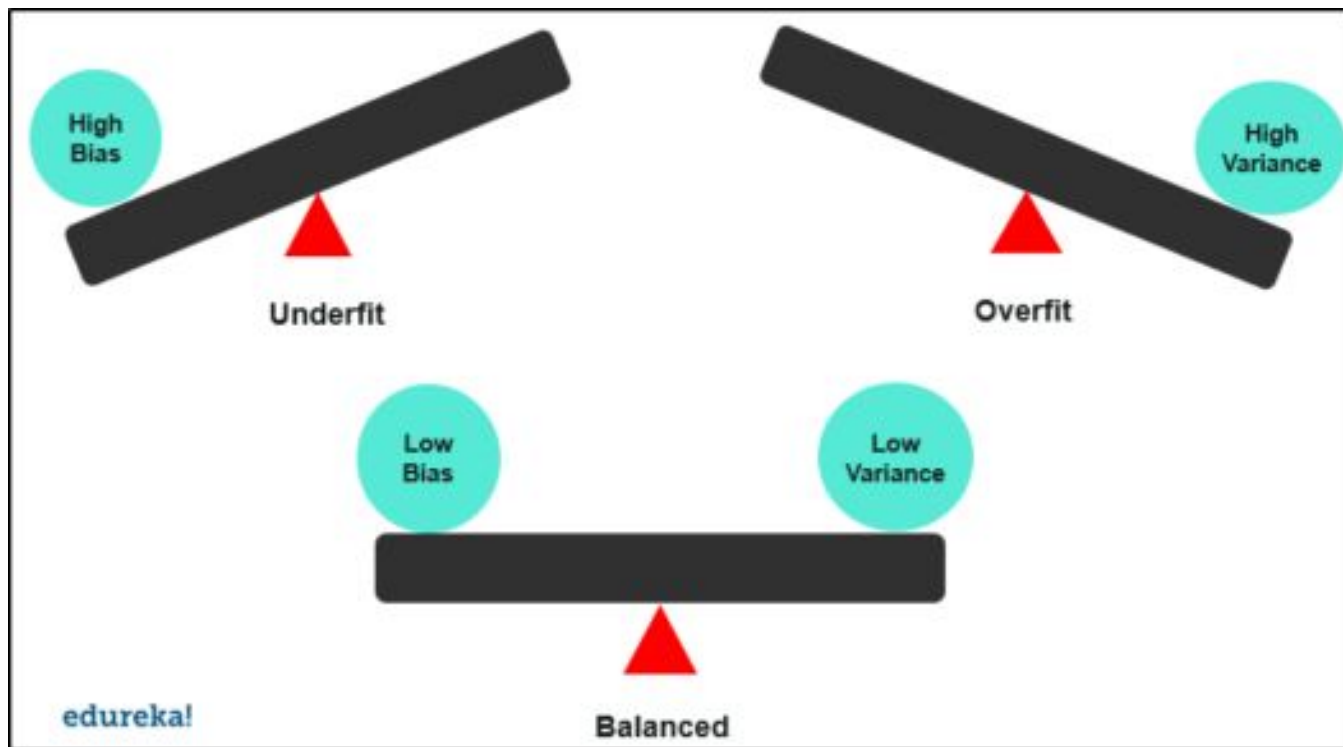 High
Bias
High
Variance
Underfit
Overfit
Low
Bias
Low
Variance
edureka!
Balanced